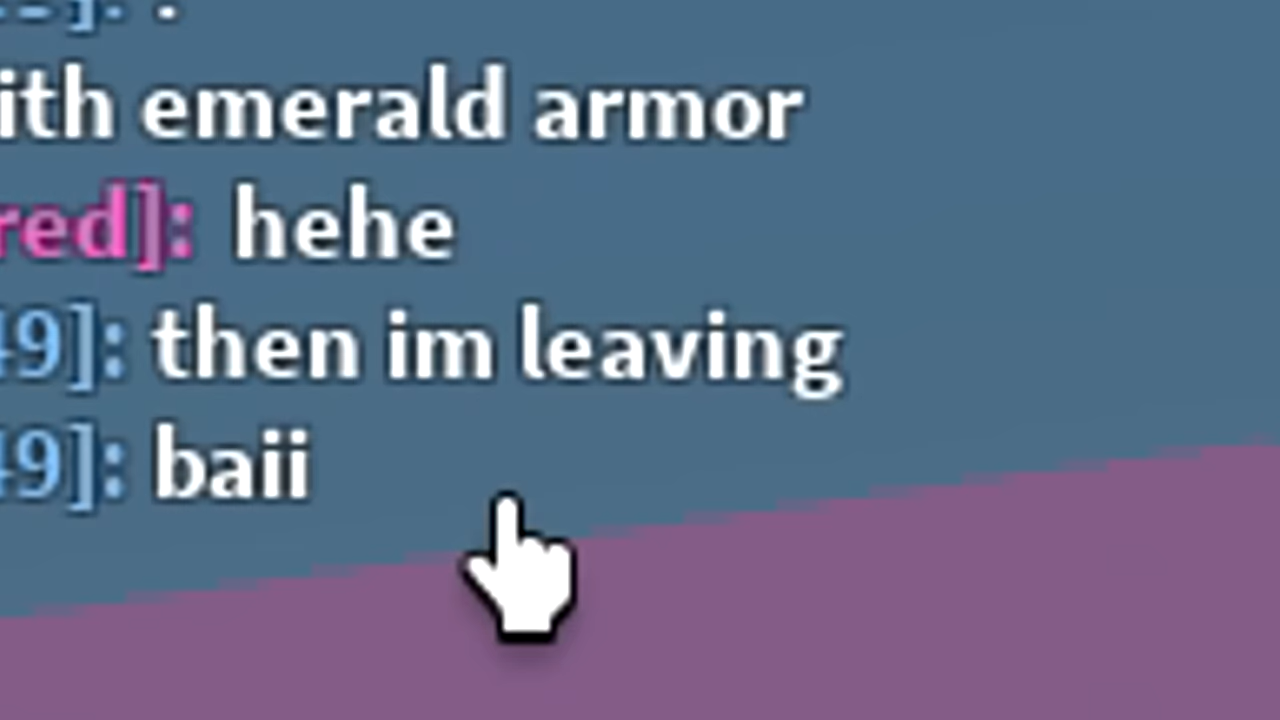 ]: .
ith emerald armor
red]: hehe
49]: then im leaving
49]: baii